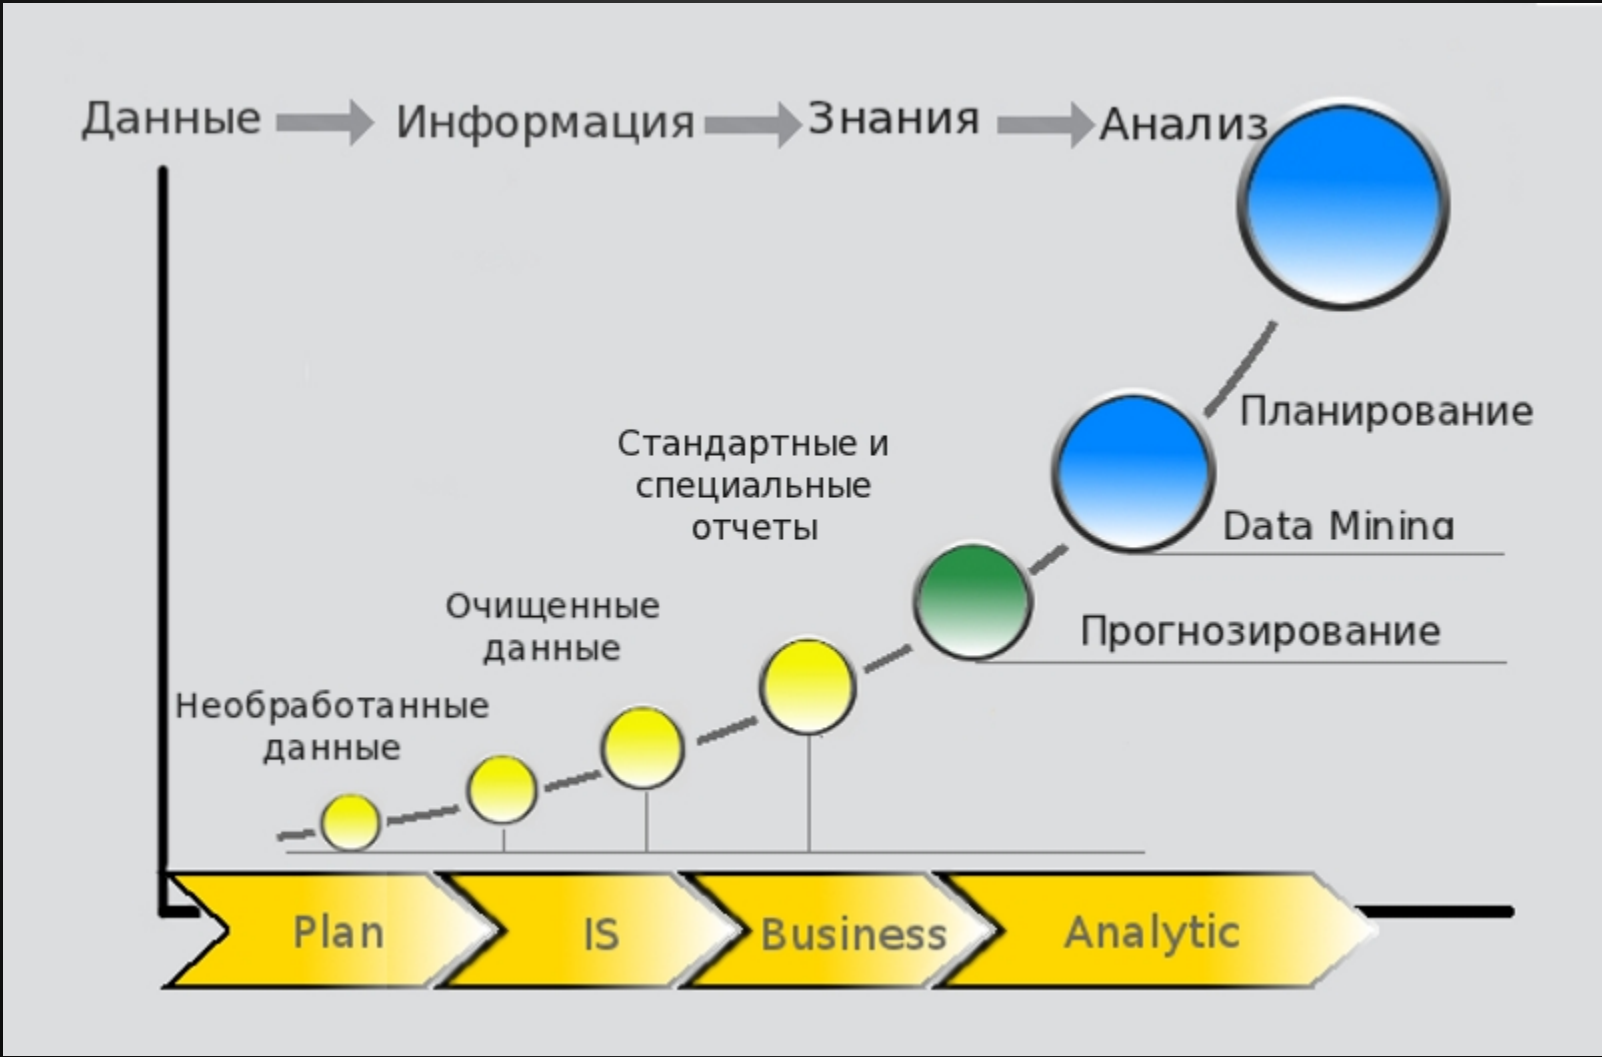 Данные
Информация
Знания
Анализ
Планирование
Стандартные и
специальные
отчеты
Data Mining
Очищенные
данные
Прогнозирование
Необработанные
данные
Plan
IS
Business
Analytic